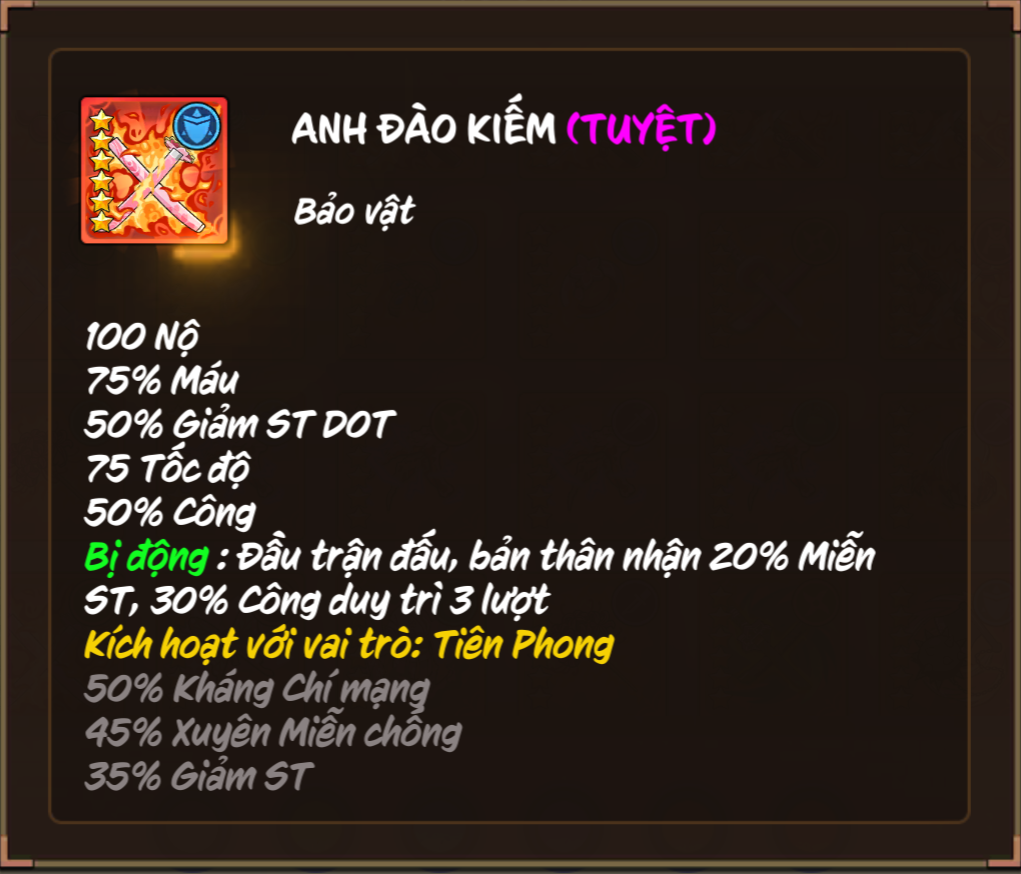 ANH ĐÀO KIẾM (TUYỆT)
Bảo vật
100 Nộ
75% Máu
50% Giảm ST DOT
75 Tốc độ
50% Công
Bị động : Đầu trận đấu, bản thân nhận 20% Miễn
ST, 30% Công duy trì 3 lượt
Kích hoạt với vai trò: Tiên Phong
50% Kháng Chí mạng
45% Xuyên Miễn chống
35% Giảm ST